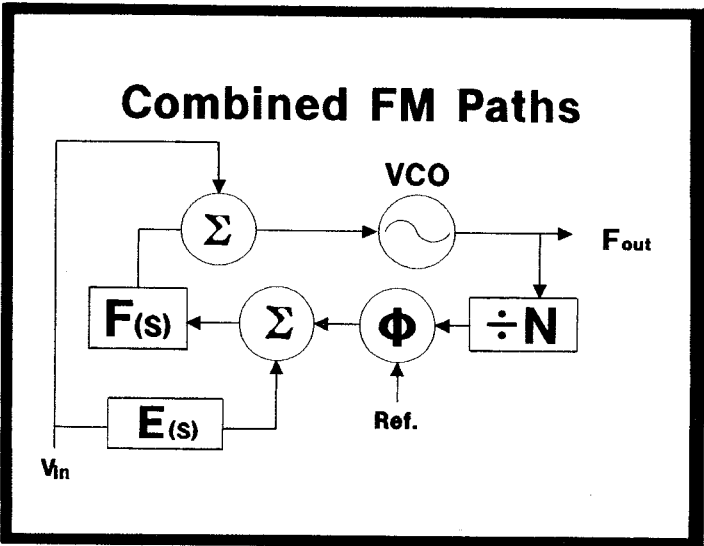 Combined FM Paths
VCO
Σ
Fout
F(s)
Σ
Φ
÷N
E(s)
Ref.
Vin